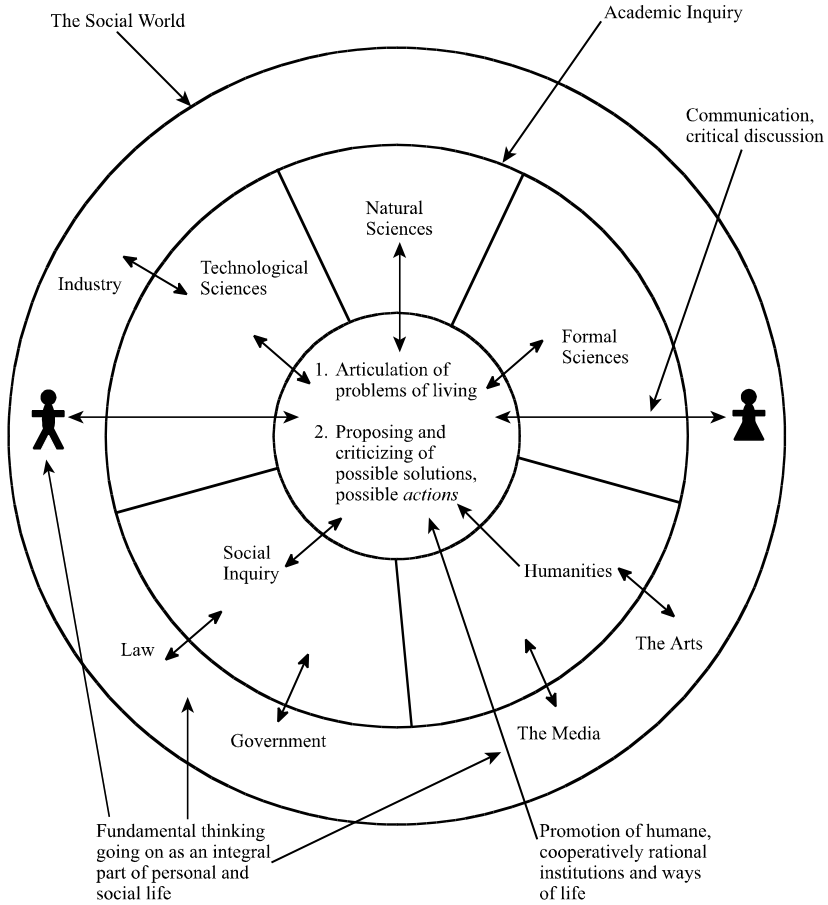 The Social World
Academic Inquiry
Communication,
critical discussion
Natural
Sciences
Technological
Sciences
Industry
Formal
Sciences
1. Articulation of
problems of living
2. Proposing and
criticizing of
possible solutions,
possible actions
Social
Inquiry
Humanities
Law
The Arts
Government
The Media
Fundamental thinking
going on as an integral
part of personal and
social life
Promotion of humane,
cooperatively rational
institutions and ways
of life